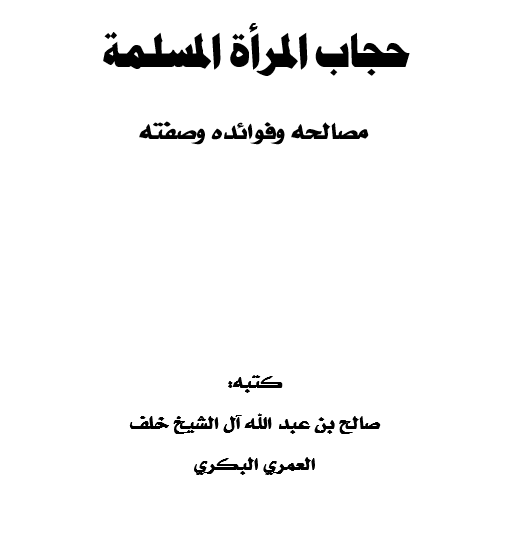 حجاب المرأة المسلمة
مصالحه وفوائده وصفته
كتبه:
صالح بن عبد الله آل الشيخ خلف
العمري البكري